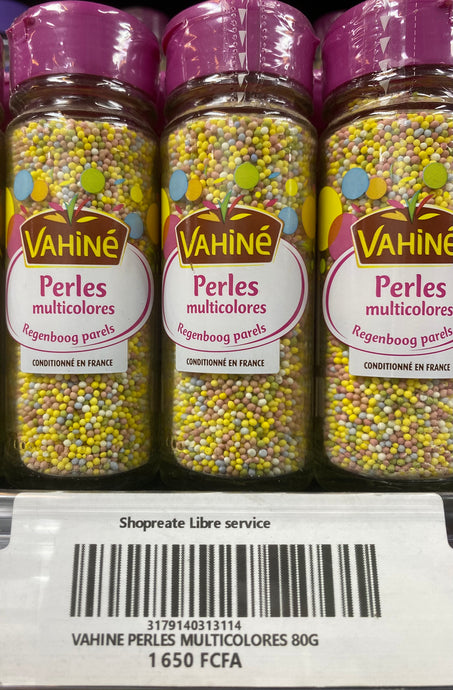 VAHiNé
Perles
multicolores
Regenboog parels
CONDITIONNÉ EN FRANCE
VAHiNé
Perles
multicolores
Regenboog parels
CONDITIONNÉ EN FRANCE
VAHiNé
Perles
multicolores
Regenboog parels
CONDITIONNÉ EN FRANCE
Shopreate Libre service
3179140313114
VAHINE PERLES MULTICOLORES 80G
1 650 FCFA